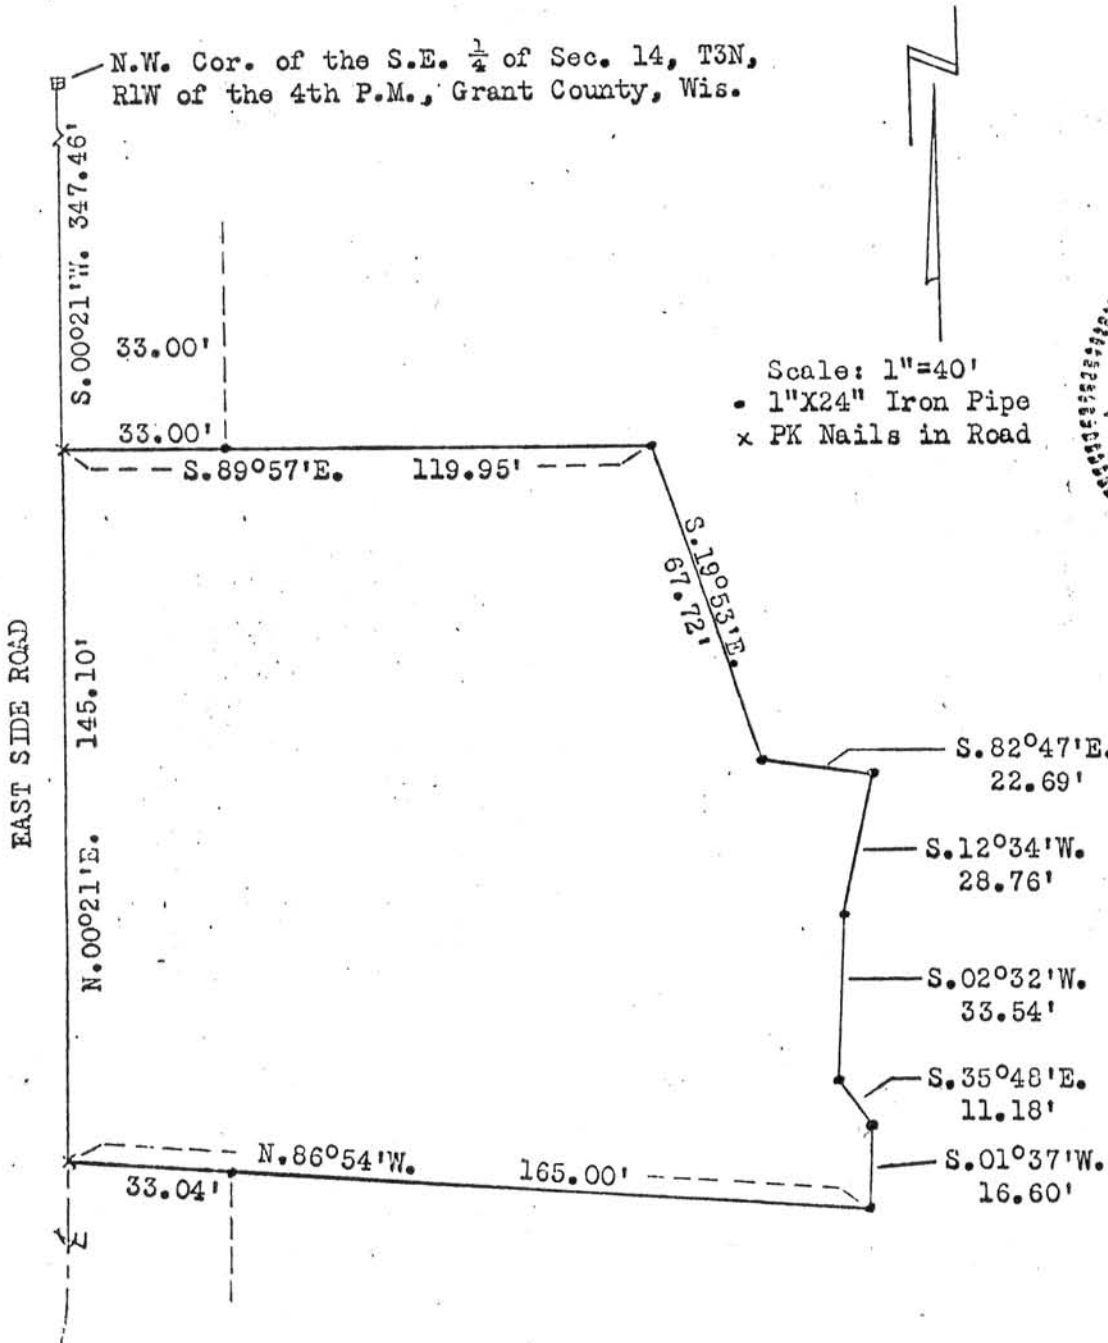 N.W. Cor. of the S.E. ¼ of Sec. 14, T3N,
R1W of the 4th P.M., Grant County, Wis.
S.00°21'W. 347.46'
33.00'
33.00'
S.89°57'E. 119.95'
Scale: 1"=40'
• 1"X24" Iron Pipe
x PK Nails in Road
S.19°53'E.
67.72'
EAST SIDE ROAD
N.00°21'E. 145.10'
S.82°47'E.
22.69'
S.12°34'W.
28.76'
S.02°32'W.
33.54'
S.35°48'E.
11.18'
S.01°37'W.
16.60'
N.86°54'W. 165.00'
33.04'